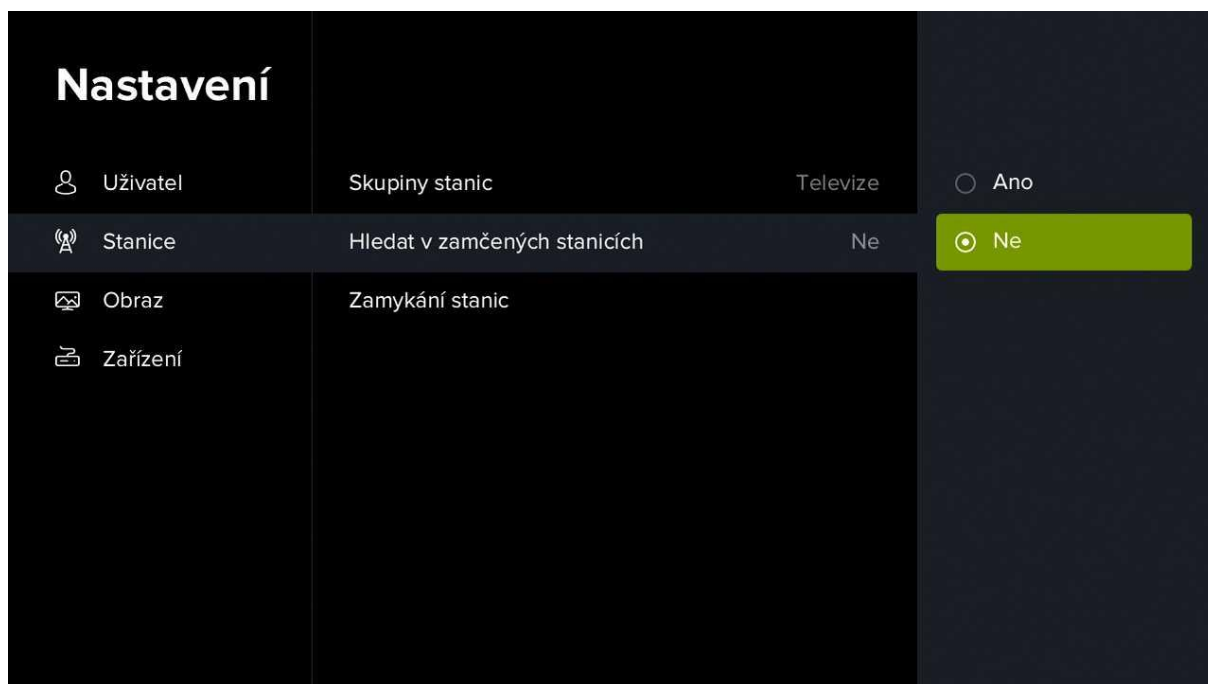 Nastavení
Uživatel
Skupiny stanic
Televize
Ano
Stanice
Hledat v zamčených stanicích
Ne
Ne
Obraz
Zamykání stanic
Zařízení